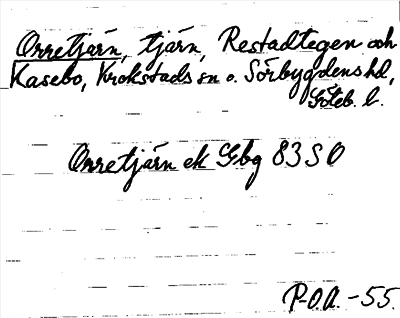 Orretjärn, tjärn, Restadtegen och
Kasebo, Krokstads sn o. Sörbygdens hd,
Göteb. l.
Orretjärn ek Gbg 83 S O
P-O.A. -55.